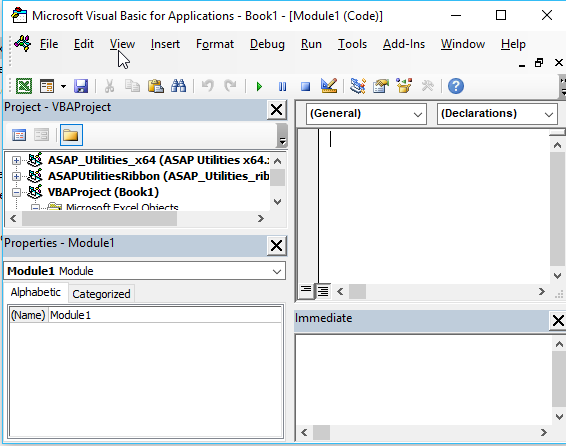 Microsoft Visual Basic for Applications - Book1 - [Module1 (Code)]
File Edit View Insert Format Debug Run Tools Add-Ins Window Help
Project - VBAProject
(General) (Declarations)
ASAP_Utilities_x64 (ASAP Utilities x64.
ASAPUtilitiesRibbon (ASAP_Utilities_rib
VBAProject (Book1)
Microsoft Excel Objects
Properties - Module1
Module1 Module
Alphabetic Categorized
(Name) Module1
Immediate